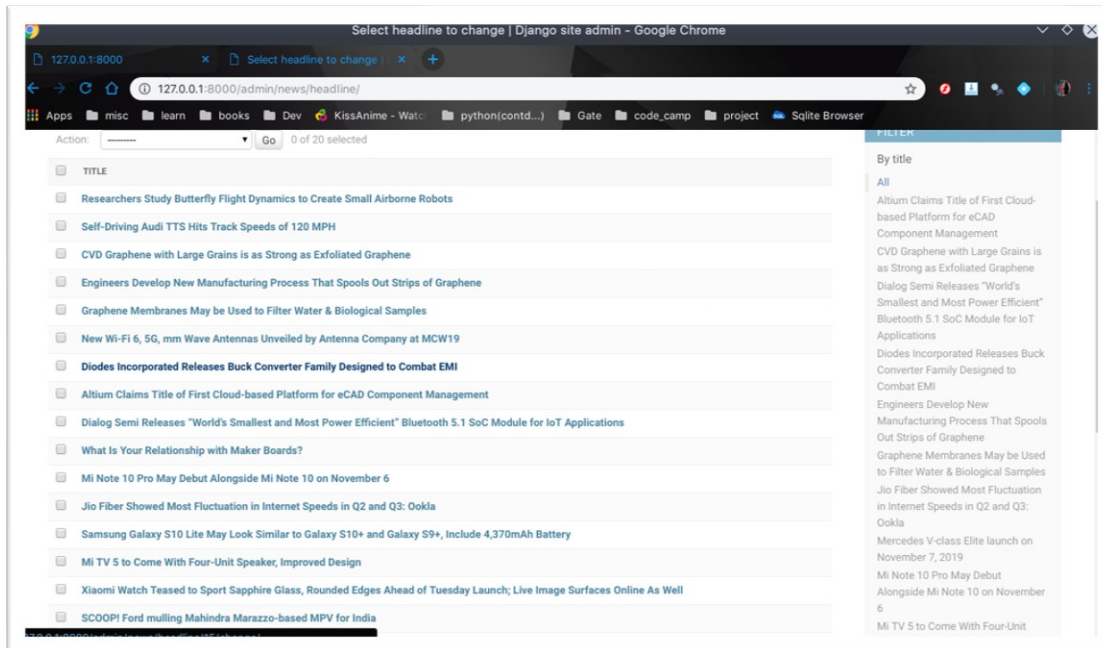 Select headline to change | Django site admin - Google Chrome
127.0.0.1:8000 × Select headline to change | × +
127.0.0.1:8000/admin/news/headline/
Apps misc learn books Dev KissAnime - Watc python(contd...) Gate code_camp project Sqlite Browser
Action: --------- Go 0 of 20 selected
TITLE
Researchers Study Butterfly Flight Dynamics to Create Small Airborne Robots
Self-Driving Audi TTS Hits Track Speeds of 120 MPH
CVD Graphene with Large Grains is as Strong as Exfoliated Graphene
Engineers Develop New Manufacturing Process That Spools Out Strips of Graphene
Graphene Membranes May be Used to Filter Water & Biological Samples
New Wi-Fi 6, 5G, mm Wave Antennas Unveiled by Antenna Company at MCW19
Diodes Incorporated Releases Buck Converter Family Designed to Combat EMI
Altium Claims Title of First Cloud-based Platform for eCAD Component Management
Dialog Semi Releases “World’s Smallest and Most Power Efficient” Bluetooth 5.1 SoC Module for IoT Applications
What Is Your Relationship with Maker Boards?
Mi Note 10 Pro May Debut Alongside Mi Note 10 on November 6
Jio Fiber Showed Most Fluctuation in Internet Speeds in Q2 and Q3: Ookla
Samsung Galaxy S10 Lite May Look Similar to Galaxy S10+ and Galaxy S9+, Include 4,370mAh Battery
Mi TV 5 to Come With Four-Unit Speaker, Improved Design
Xiaomi Watch Teased to Sport Sapphire Glass, Rounded Edges Ahead of Tuesday Launch; Live Image Surfaces Online As Well
SCOOP! Ford mulling Mahindra Marazzo-based MPV for India
FILTER
By title
All
Altium Claims Title of First Cloud-
based Platform for eCAD
Component Management
CVD Graphene with Large Grains is
as Strong as Exfoliated Graphene
Dialog Semi Releases “World’s
Smallest and Most Power Efficient”
Bluetooth 5.1 SoC Module for IoT
Applications
Diodes Incorporated Releases Buck
Converter Family Designed to
Combat EMI
Engineers Develop New
Manufacturing Process That Spools
Out Strips of Graphene
Graphene Membranes May be Used
to Filter Water & Biological Samples
Jio Fiber Showed Most Fluctuation
in Internet Speeds in Q2 and Q3:
Ookla
Mercedes V-class Elite launch on
November 7, 2019
Mi Note 10 Pro May Debut
Alongside Mi Note 10 on November
6
Mi TV 5 to Come With Four-Unit